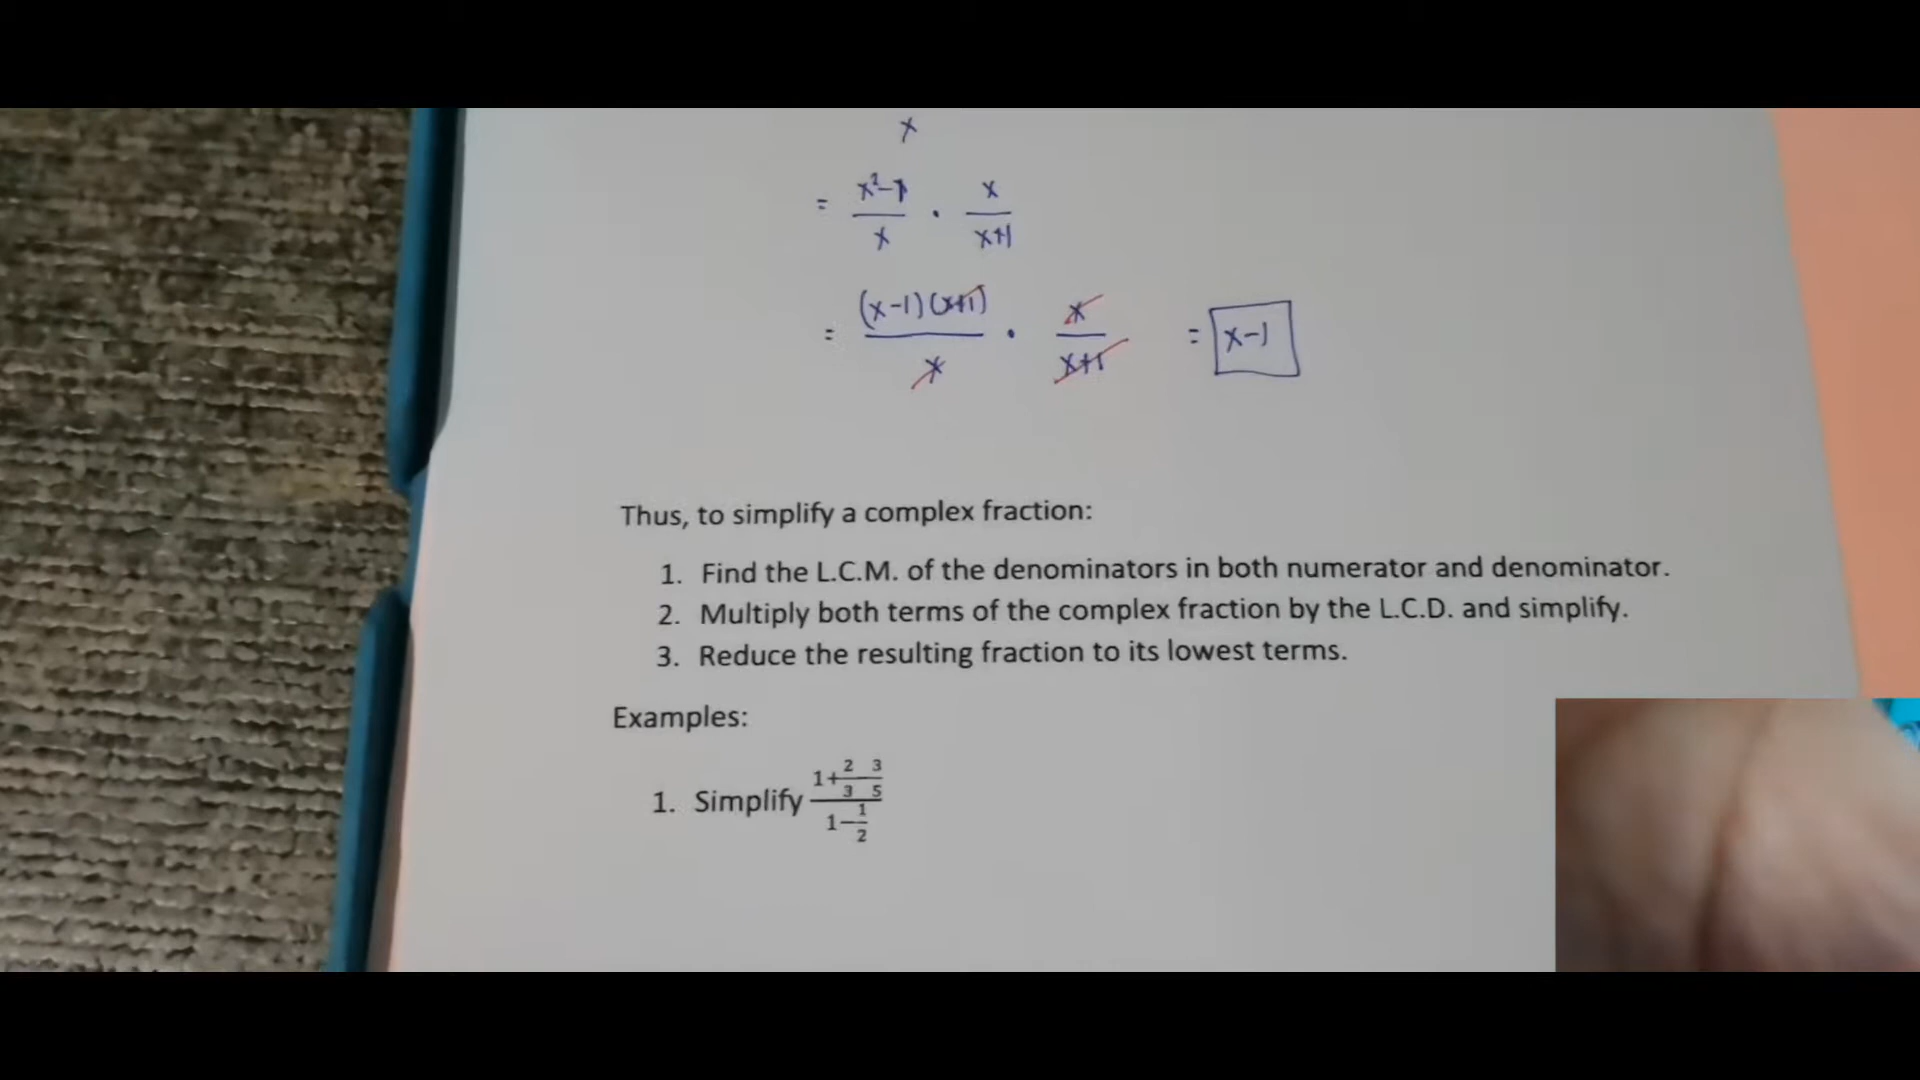 x
= x²-1/x · x/x+1
= (x-1)(x+1)/x · x/x+1 = x-1
Thus, to simplify a complex fraction:
1. Find the L.C.M. of the denominators in both numerator and denominator.
2. Multiply both terms of the complex fraction by the L.C.D. and simplify.
3. Reduce the resulting fraction to its lowest terms.
Examples:
1. Simplify 1+2/3 3/5 / 1-1/2